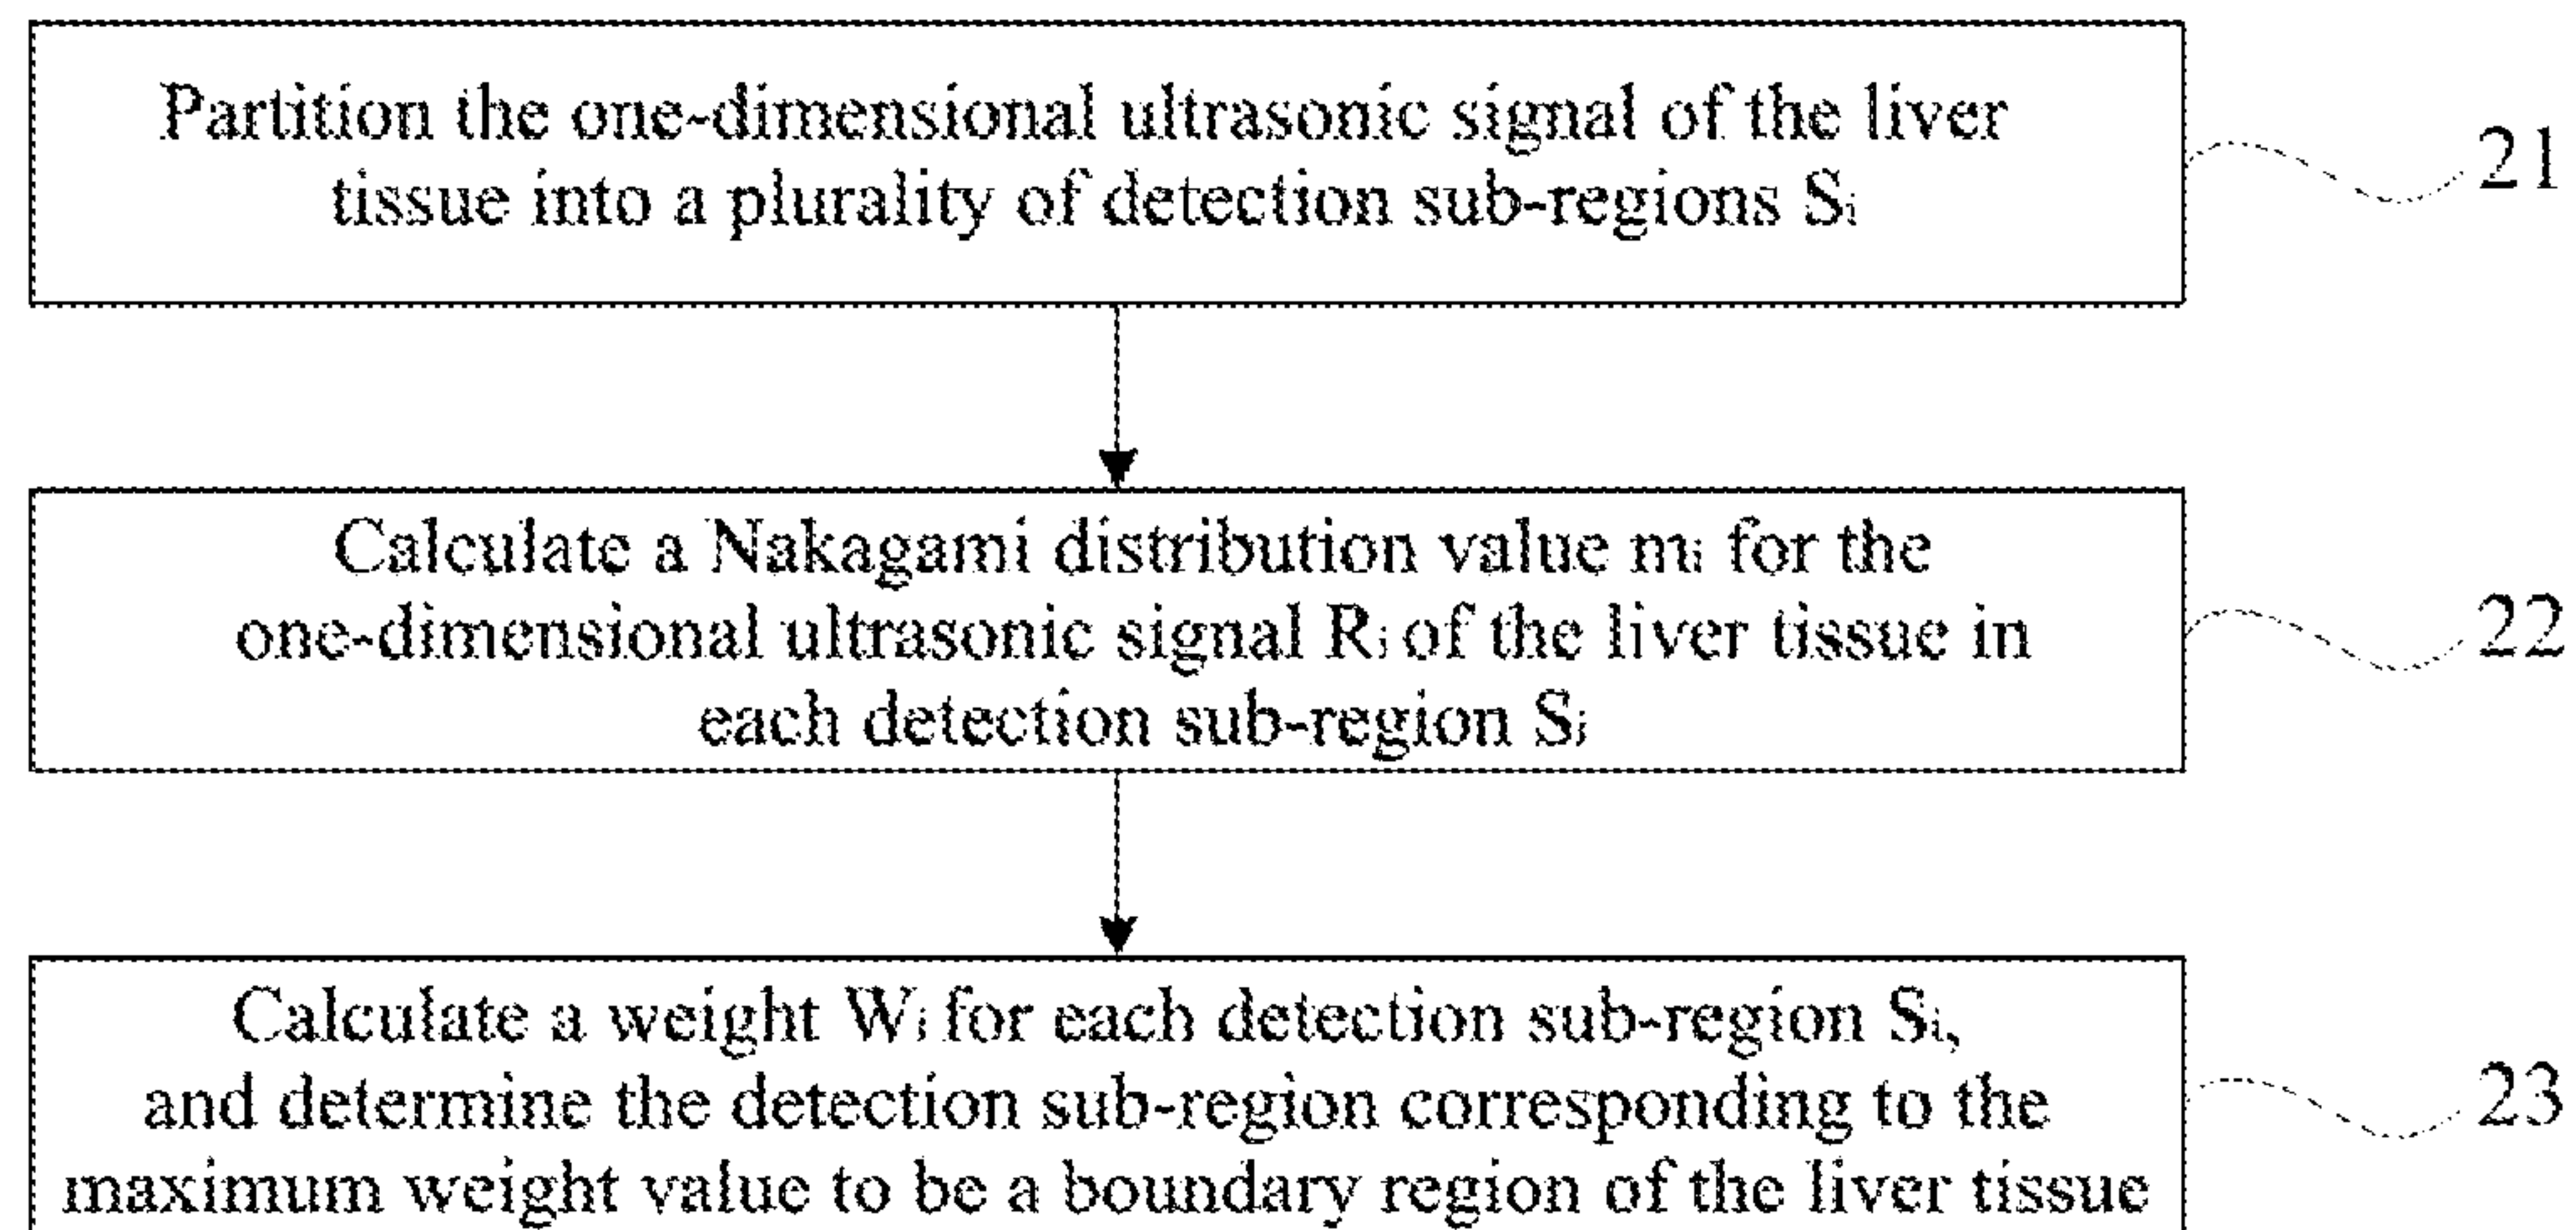 Partition the one-dimensional ultrasonic signal of the liver
tissue into a plurality of detection sub-regions Si
21
Calculate a Nakagami distribution value mi for the
one-dimensional ultrasonic signal Ri of the liver tissue in
each detection sub-region Si
22
Calculate a weight Wi for each detection sub-region Si,
and determine the detection sub-region corresponding to the
maximum weight value to be a boundary region of the liver tissue
23